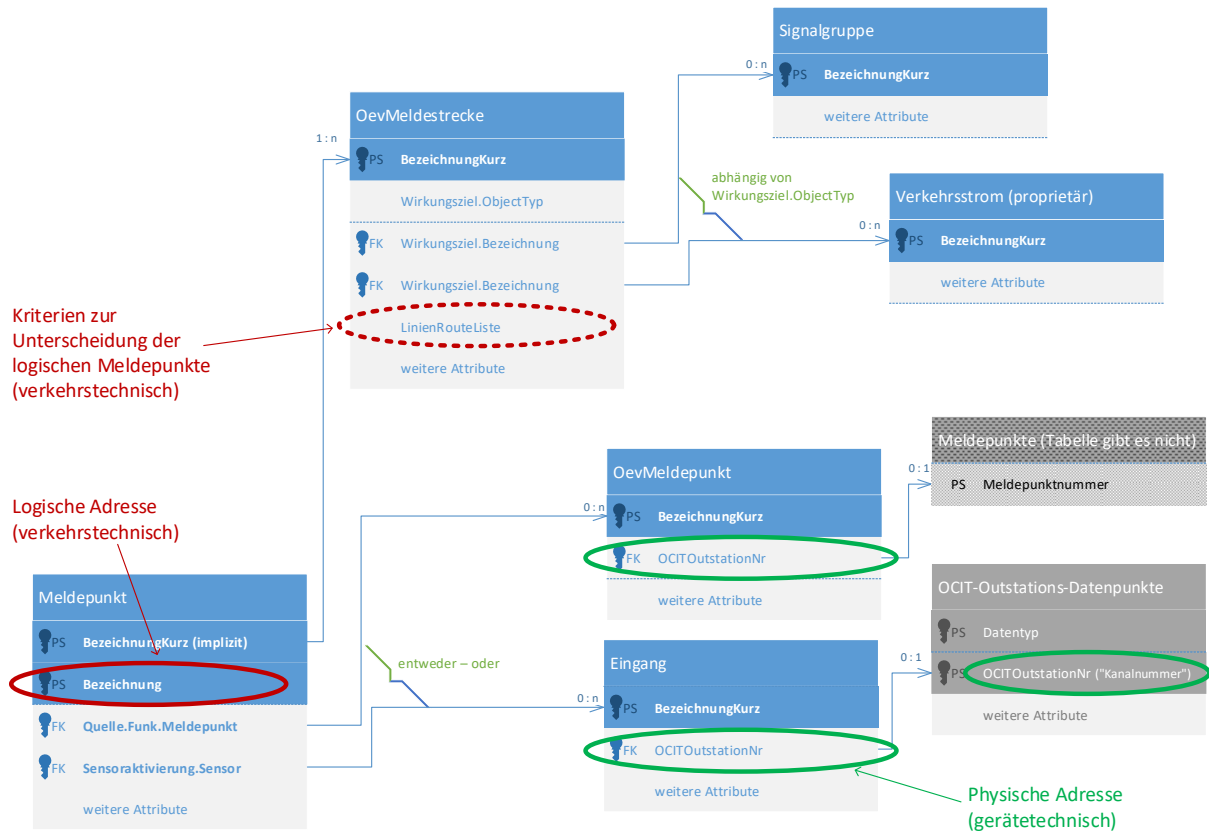 Signalgruppe
0:n
PS BezeichnungKurz
weitere Attribute
OevMeldestrecke
1:n
PS BezeichnungKurz
Wirkungsziel.ObjectTyp
FK Wirkungsziel.Bezeichnung
FK Wirkungsziel.Bezeichnung
LinienRouteListe
weitere Attribute
abhängig von
Wirkungsziel.ObjectTyp
Verkehrsstrom (proprietär)
0:n
PS BezeichnungKurz
weitere Attribute
Kriterien zur
Unterscheidung der
logischen Meldepunkte
(verkehrstechnisch)
Meldepunkte (Tabelle gibt es nicht)
0:1
PS Meldepunktnummer
OevMeldepunkt
0:n
PS BezeichnungKurz
FK OCITOutstationNr
weitere Attribute
Logische Adresse
(verkehrstechnisch)
Meldepunkt
PS BezeichnungKurz (implizit)
PS Bezeichnung
FK Quelle.Funk.Meldepunkt
FK Sensoraktivierung.Sensor
weitere Attribute
entweder – oder
Eingang
0:n
PS BezeichnungKurz
FK OCITOutstationNr
weitere Attribute
OCIT-Outstations-Datenpunkte
PS Datentyp
0:1
PS OCITOutstationNr ("Kanalnummer")
weitere Attribute
Physische Adresse
(gerätetechnisch)